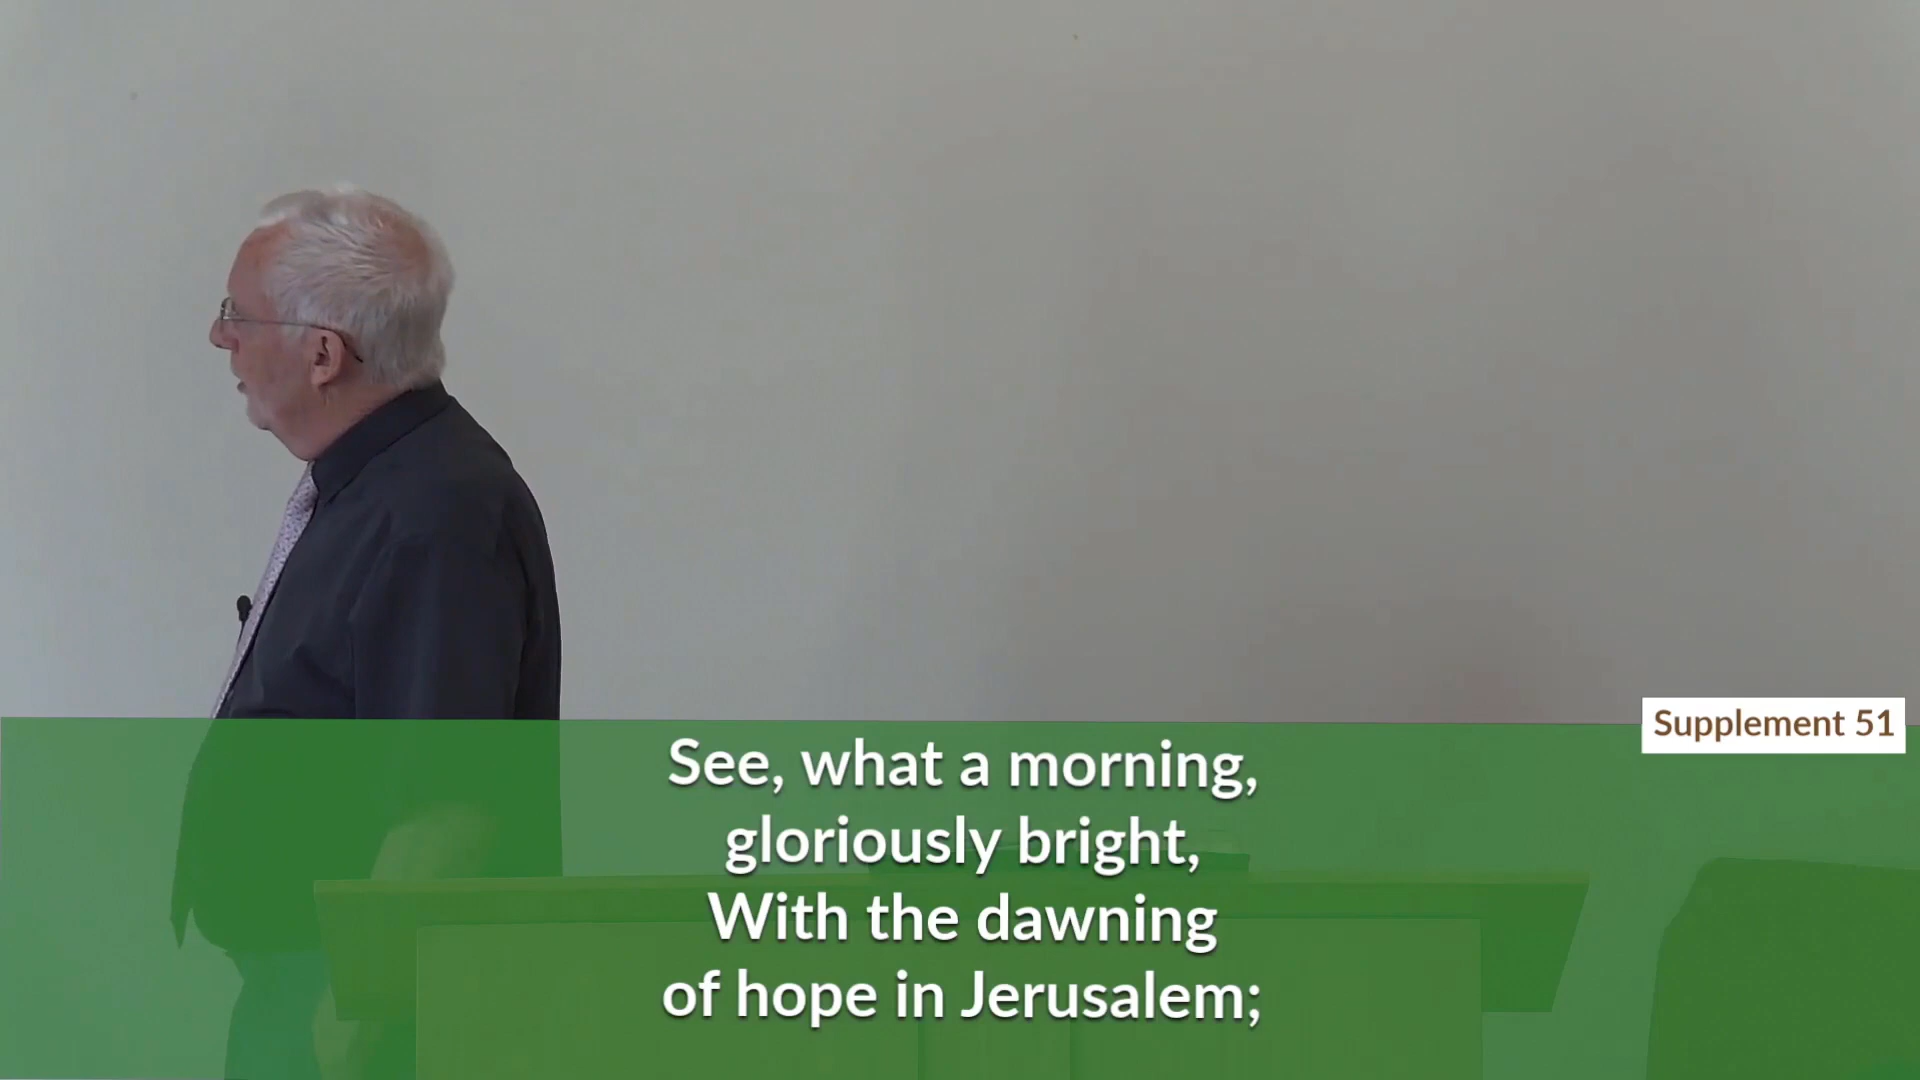 Supplement 51
See, what a morning,
gloriously bright,
With the dawning
of hope in Jerusalem;